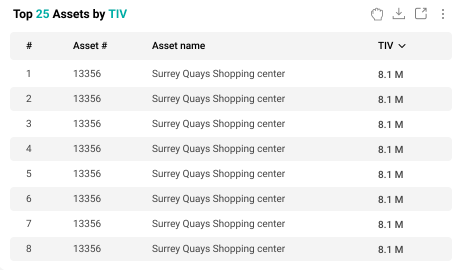 Top 25 Assets by TIV
# Asset # Asset name TIV
1 13356 Surrey Quays Shopping center 8.1 M
2 13356 Surrey Quays Shopping center 8.1 M
3 13356 Surrey Quays Shopping center 8.1 M
4 13356 Surrey Quays Shopping center 8.1 M
5 13356 Surrey Quays Shopping center 8.1 M
6 13356 Surrey Quays Shopping center 8.1 M
7 13356 Surrey Quays Shopping center 8.1 M
8 13356 Surrey Quays Shopping center 8.1 M